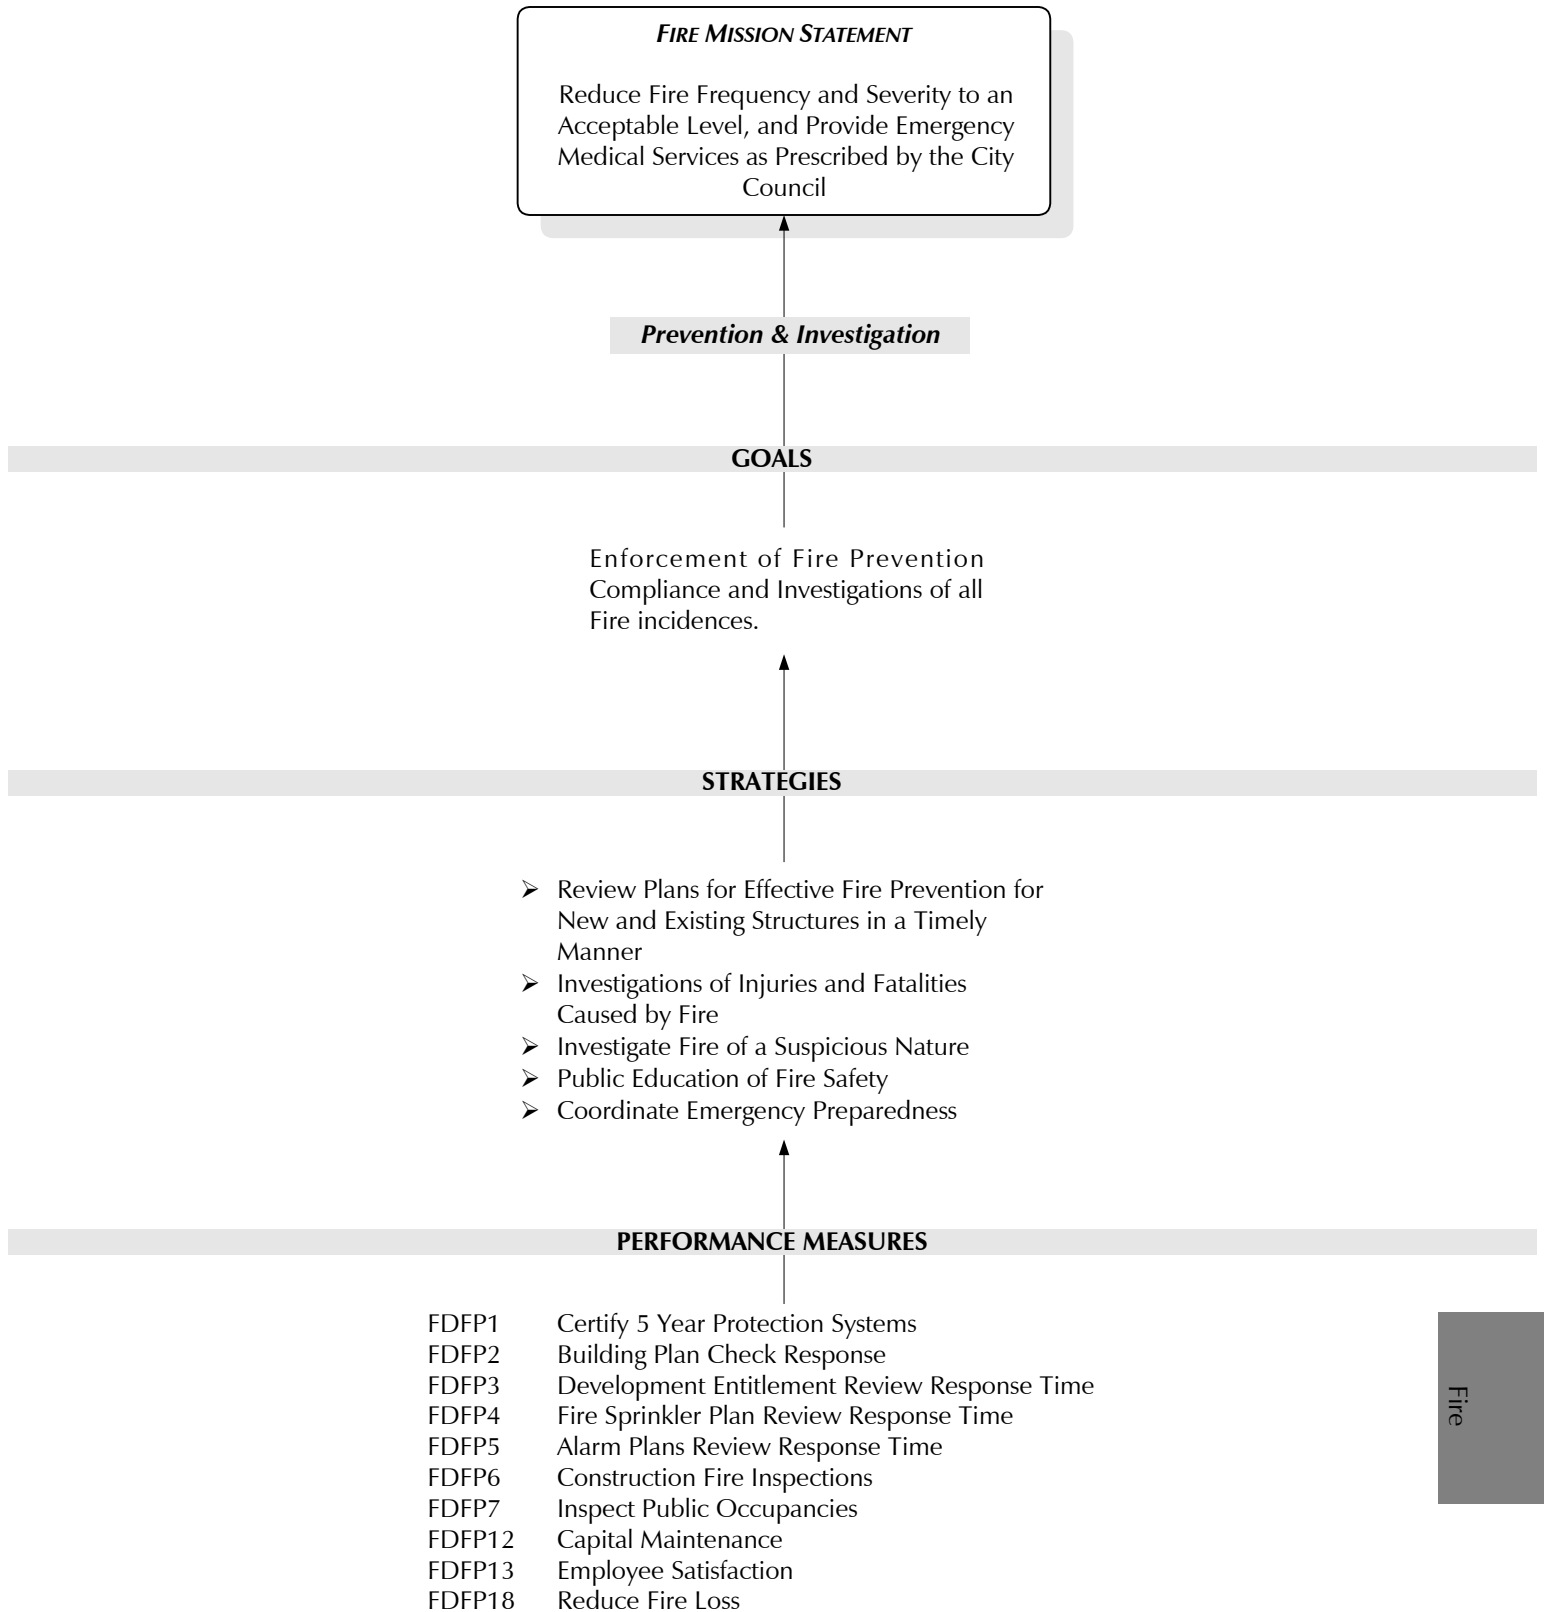 FIRE MISSION STATEMENT
Reduce Fire Frequency and Severity to an
Acceptable Level, and Provide Emergency
Medical Services as Prescribed by the City
Council
Prevention & Investigation
GOALS
Enforcement of Fire Prevention
Compliance and Investigations of all
Fire incidences.
STRATEGIES
➢ Review Plans for Effective Fire Prevention for
New and Existing Structures in a Timely
Manner
➢ Investigations of Injuries and Fatalities
Caused by Fire
➢ Investigate Fire of a Suspicious Nature
➢ Public Education of Fire Safety
➢ Coordinate Emergency Preparedness
PERFORMANCE MEASURES
FDFP1 Certify 5 Year Protection Systems
FDFP2 Building Plan Check Response
FDFP3 Development Entitlement Review Response Time
FDFP4 Fire Sprinkler Plan Review Response Time
FDFP5 Alarm Plans Review Response Time
FDFP6 Construction Fire Inspections
FDFP7 Inspect Public Occupancies
FDFP12 Capital Maintenance
FDFP13 Employee Satisfaction
FDFP18 Reduce Fire Loss
Fire